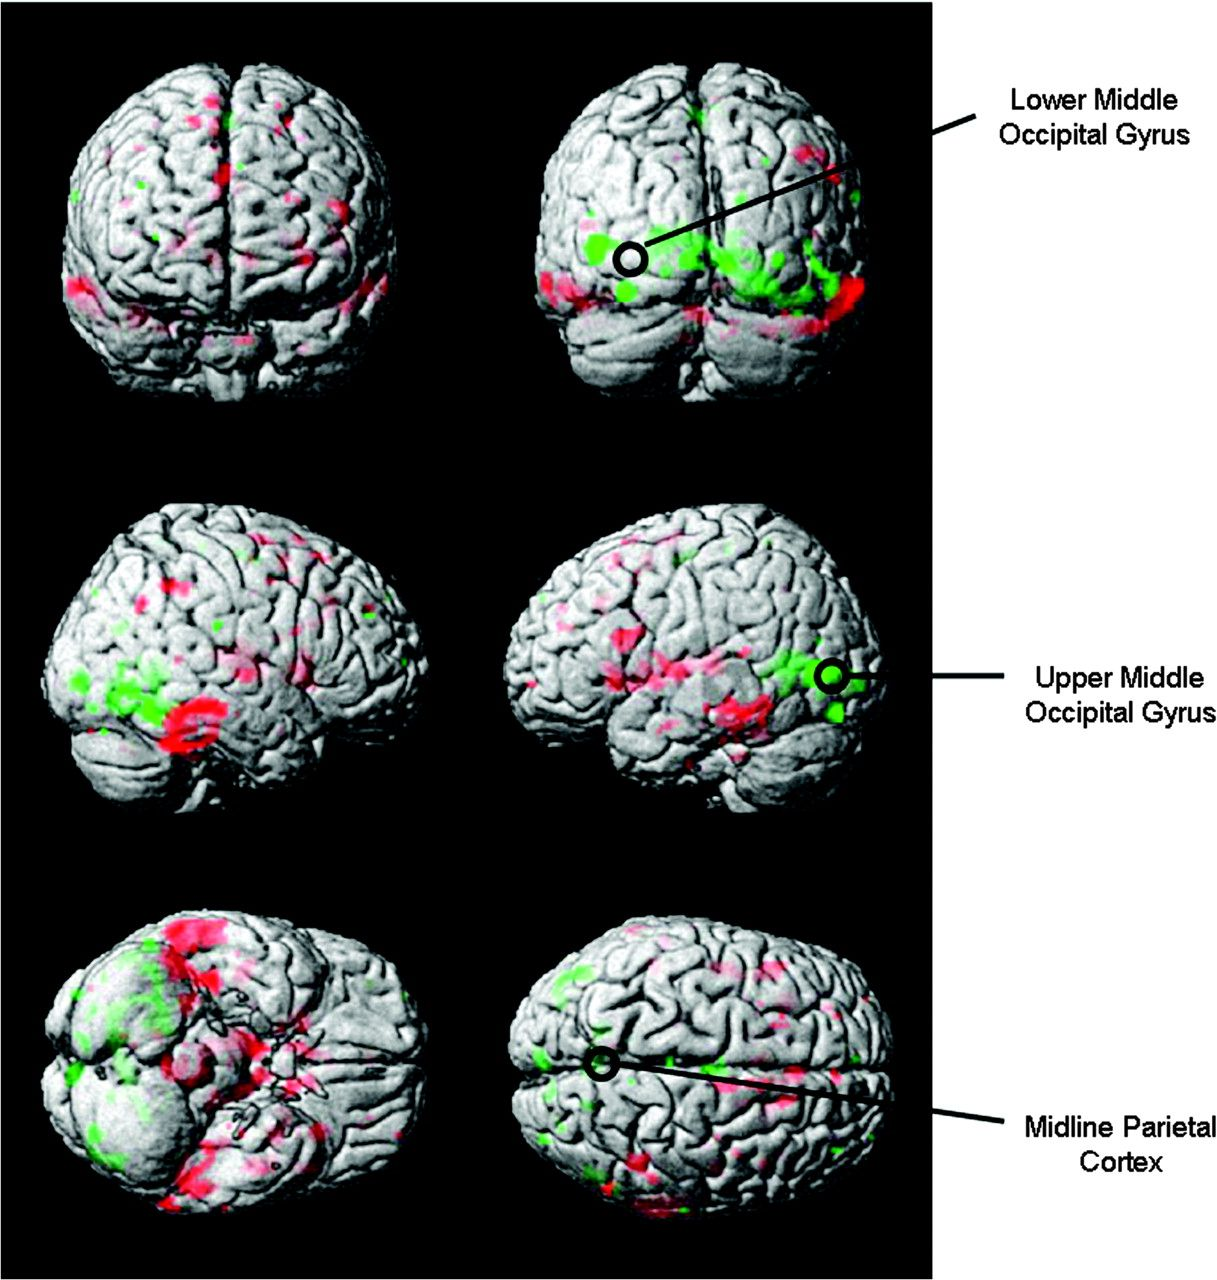 Lower Middle
Occipital Gyrus
Upper Middle
Occipital Gyrus
Midline Parietal
Cortex